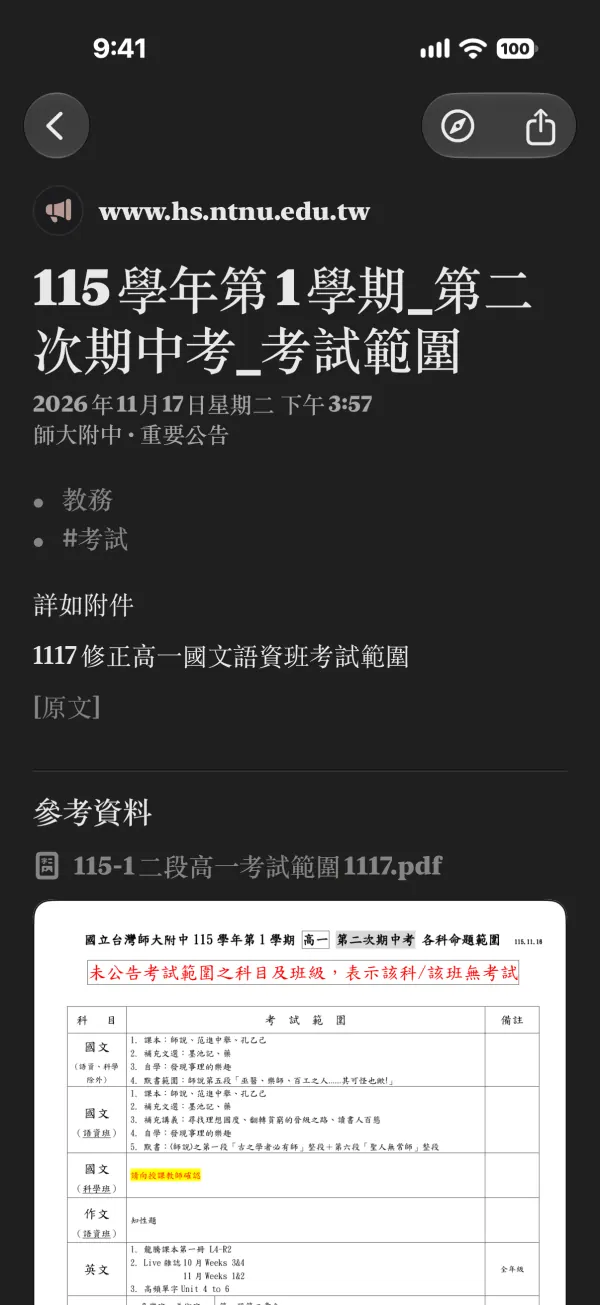 9:41
100
www.hs.ntnu.edu.tw
115學年第1學期_第二
次期中考_考試範圍
2026年11月17日星期二 下午3:57
師大附中 • 重要公告
• 教務
• #考試
詳如附件
1117修正高一國文語資班考試範圍
[原文]
參考資料
115-1二段高一考試範圍1117.pdf
國立台灣師大附中 115 學年第 1 學期 高一 第二次期中考 各科命題範圍 115.11.16
未公告考試範圍之科目及班級，表示該科/該班無考試
科 目 考 試 範 圍 備註
國文
(語資、科學
除外)
1. 課本：師說、范進中舉、孔乙己
2. 補充文選：墨池記、藥
3. 自學：發現事理的樂趣
4. 默書範圍：師說第五段「巫醫、樂師、百工之人……其可怪也歟!」
國文
(語資班)
1. 課本：師說、范進中舉、孔乙己
2. 補充文選：墨池記、藥
3. 補充講義：尋找理想國度、翻轉貧窮的晉級之路、讀書人百態
4. 自學：發現事理的樂趣
5. 默書：(師說)之第一段「古之學者必有師」整段＋第六段「聖人無常師」整段
國文
(科學班)
請向授課教師確認
作文
(語資班)
知性題
英文
1. 龍騰課本第一冊 L4-R2
2. Live 雜誌 10 月 Weeks 3&4
11 月 Weeks 1&2
3. 高頻單字 Unit 4 to 6
全年級